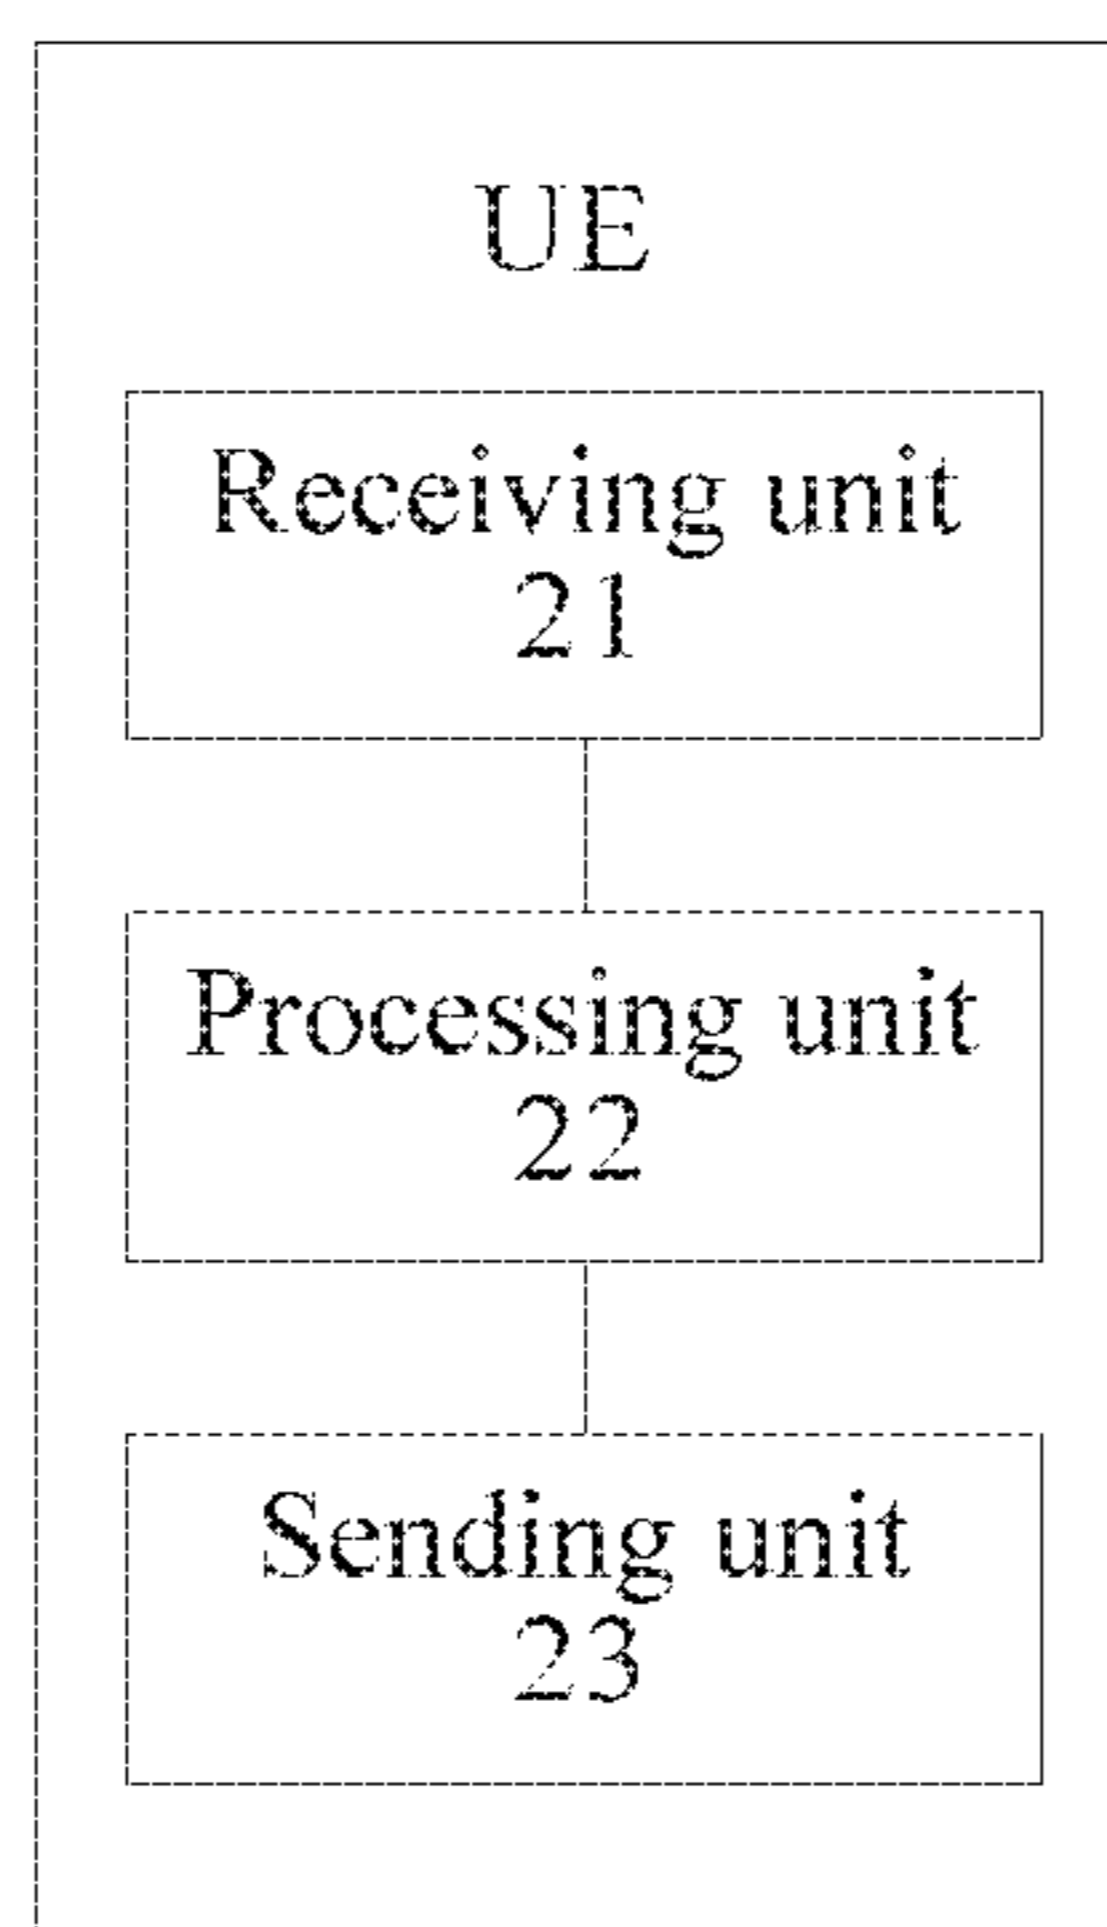 UE
Receiving unit
21
Processing unit
22
Sending unit
23